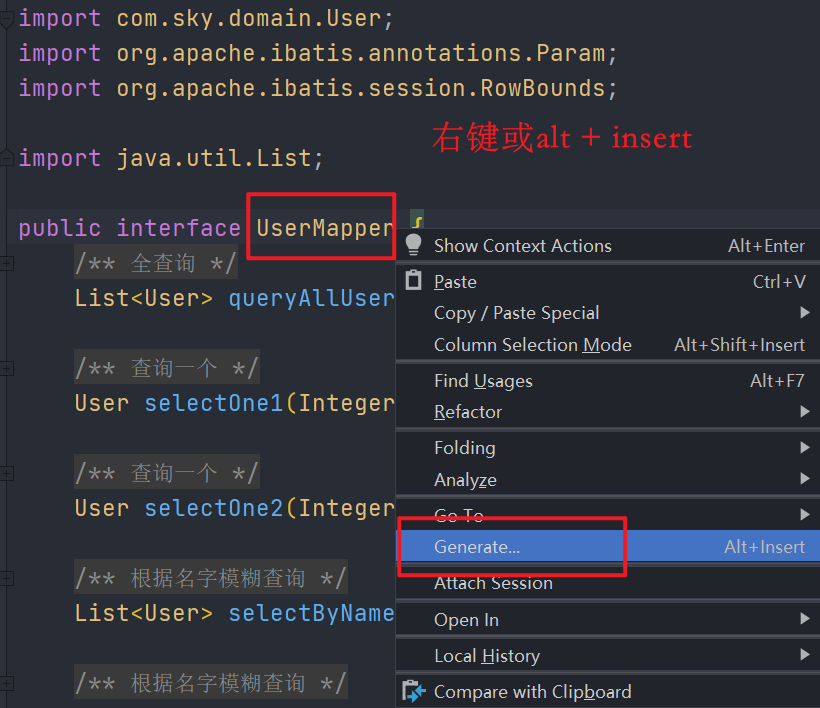 import com.sky.domain.User;
import org.apache.ibatis.annotations.Param;
import org.apache.ibatis.session.RowBounds;
右键或alt + insert
import java.util.List;
public interface UserMapper {
/** 全查询 */
List<User> queryAllUser
/** 查询一个 */
User selectOne1(Integer
/** 查询一个 */
User selectOne2(Integer
/** 根据名字模糊查询 */
List<User> selectByName
/** 根据名字模糊查询 */
Show Context Actions Alt+Enter
Paste Ctrl+V
Copy / Paste Special
Column Selection Mode Alt+Shift+Insert
Find Usages Alt+F7
Refactor
Folding
Analyze
Go To
Generate... Alt+Insert
Attach Session
Open In
Local History
Compare with Clipboard